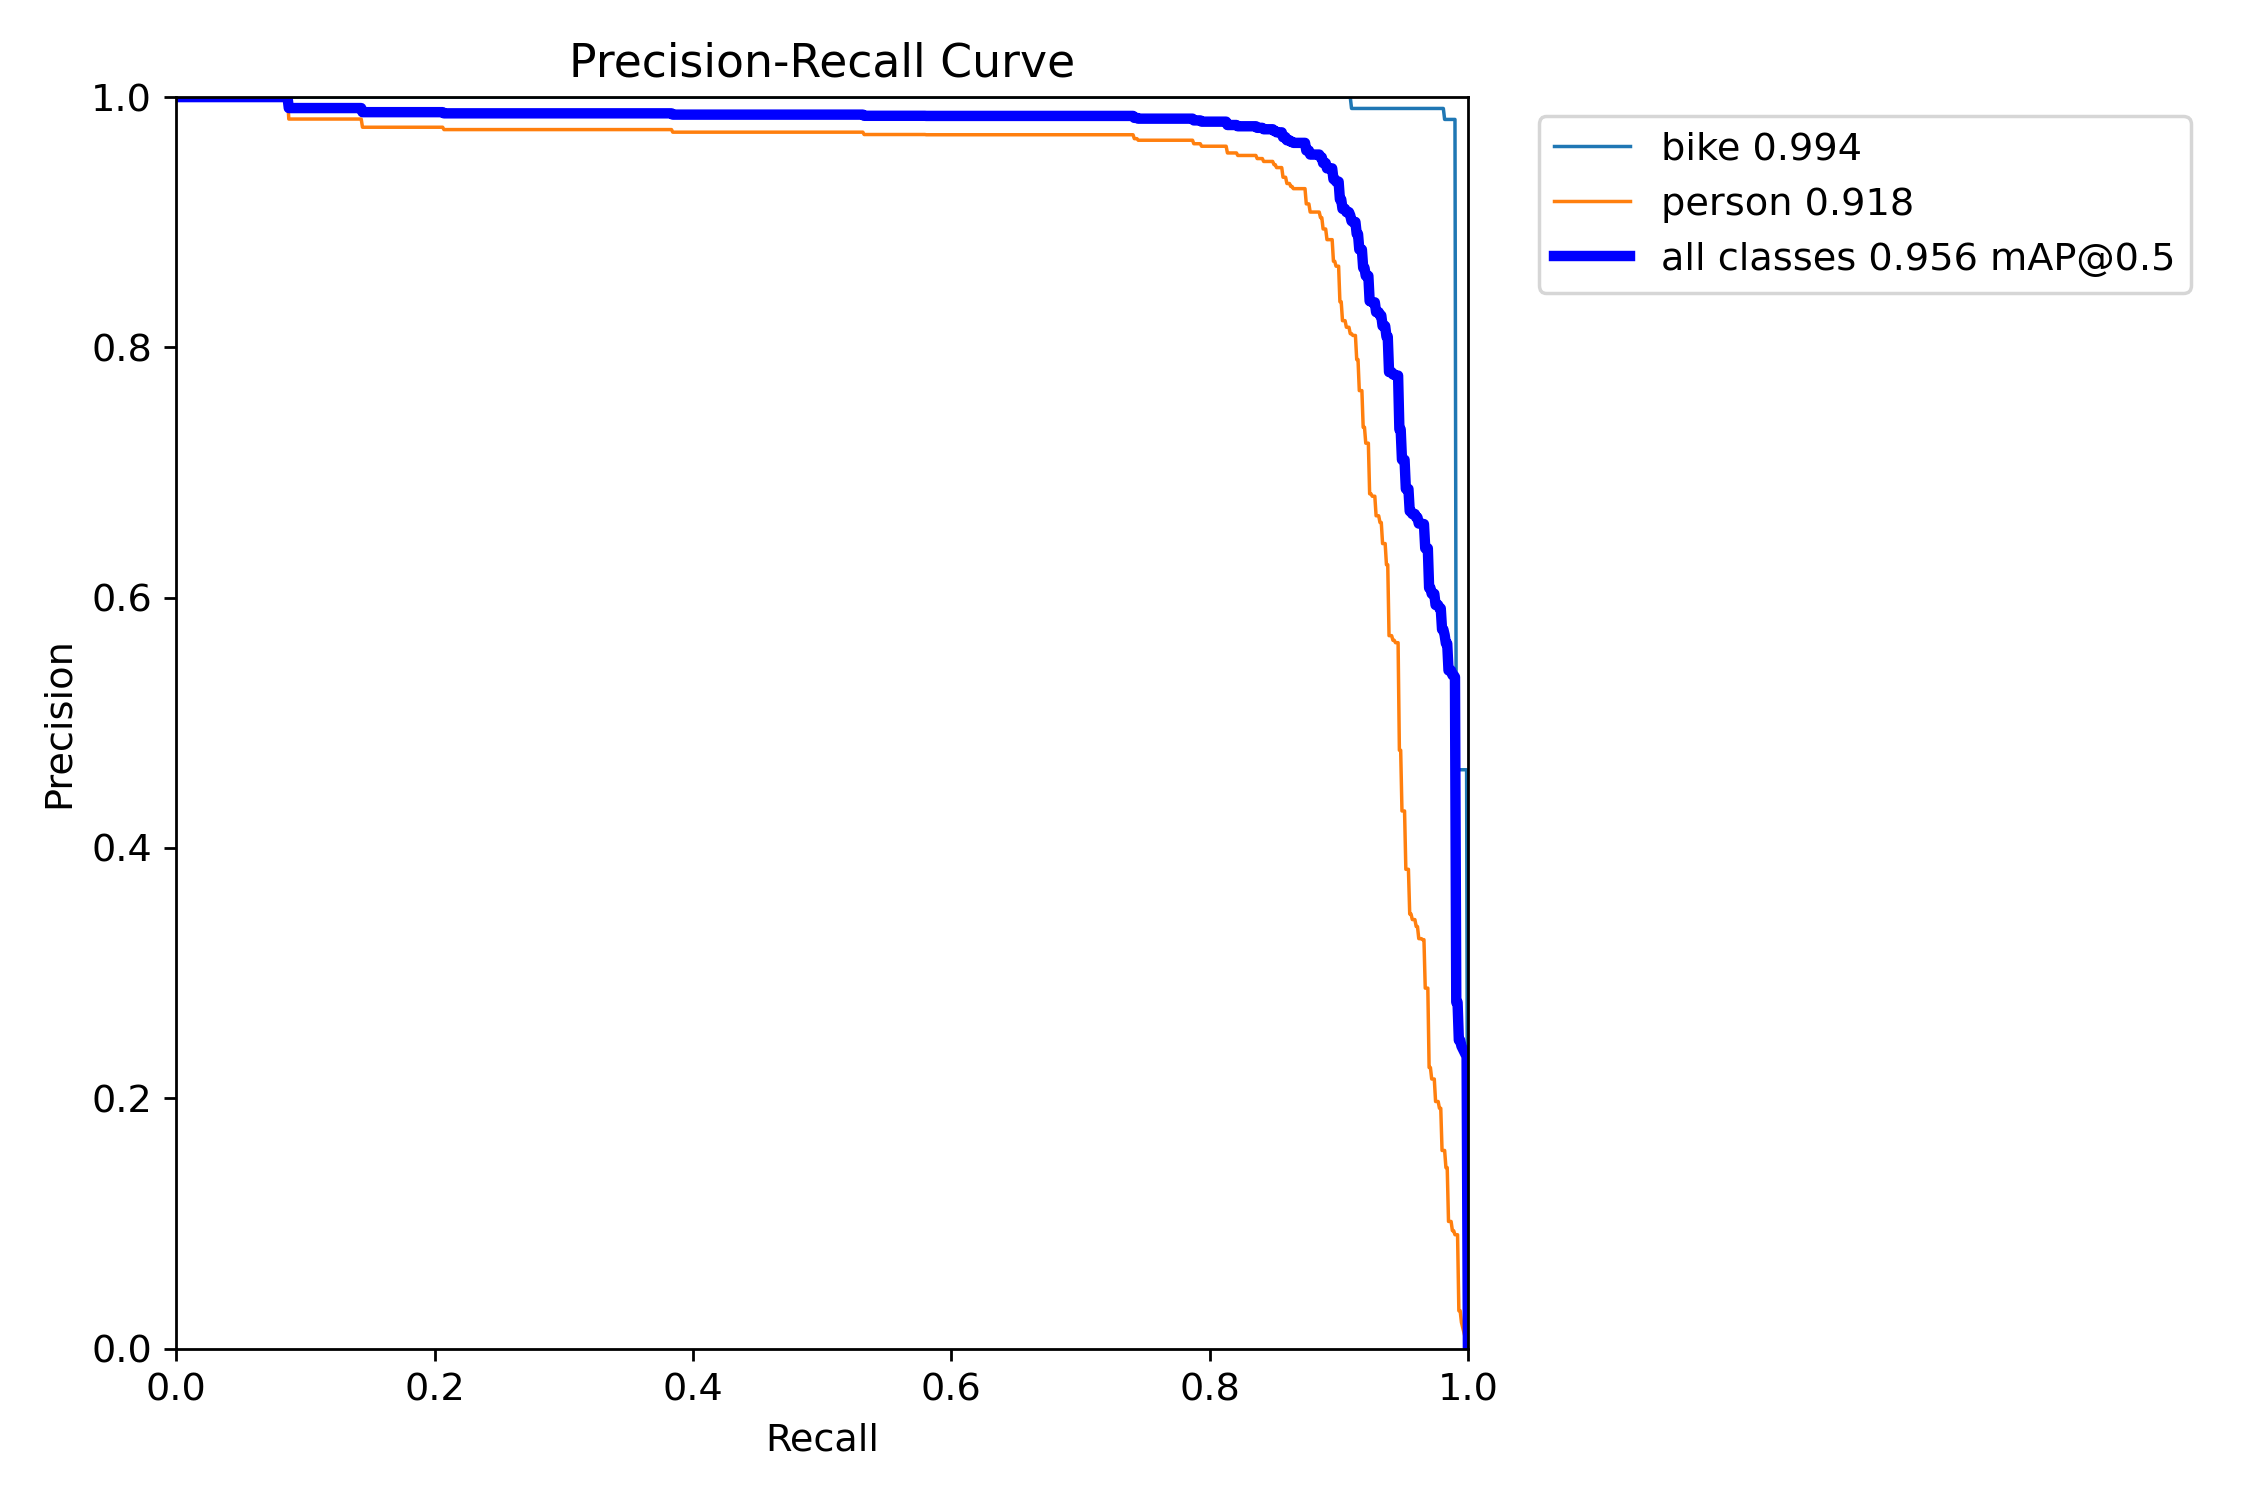 Precision-Recall Curve
1.0
0.8
0.6
0.4
0.2
0.0
Precision
0.0 0.2 0.4 0.6 0.8 1.0
Recall
bike 0.994
person 0.918
all classes 0.956 mAP@0.5